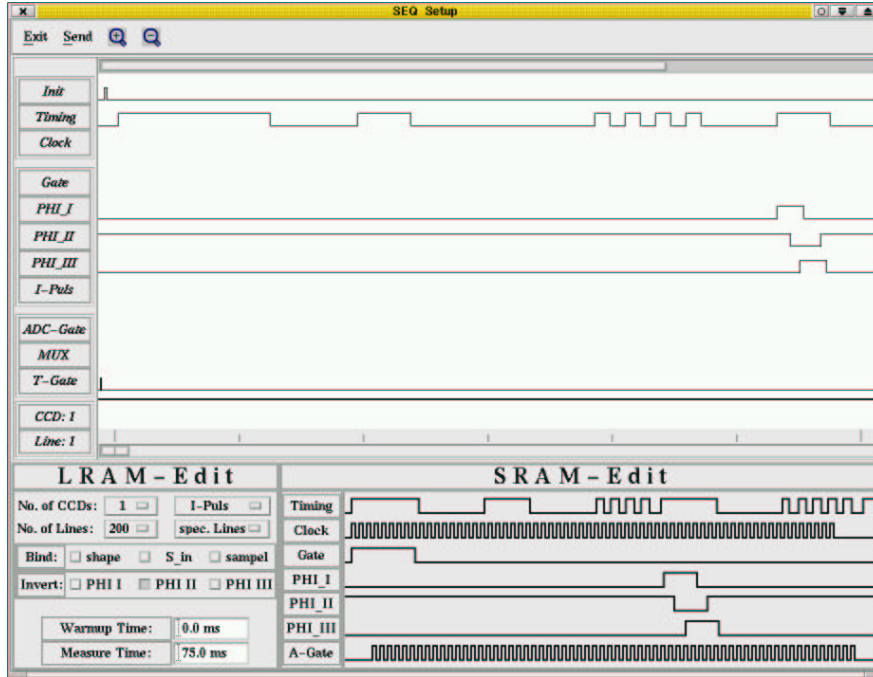 SEQ Setup
Exit Send
Init
Timing
Clock
Gate
PHI_I
PHI_II
PHI_III
I-Puls
ADC-Gate
MUX
T-Gate
CCD: 1
Line: 1
LRAM-Edit
No. of CCDs: 1 I-Puls
No. of Lines: 200 spec. Lines
Bind: shape S_in sampel
Invert: PHI I PHI II PHI III
Warmup Time: 0.0 ms
Measure Time: 75.0 ms
SRAM-Edit
Timing
Clock
Gate
PHI_I
PHI_II
PHI_III
A-Gate